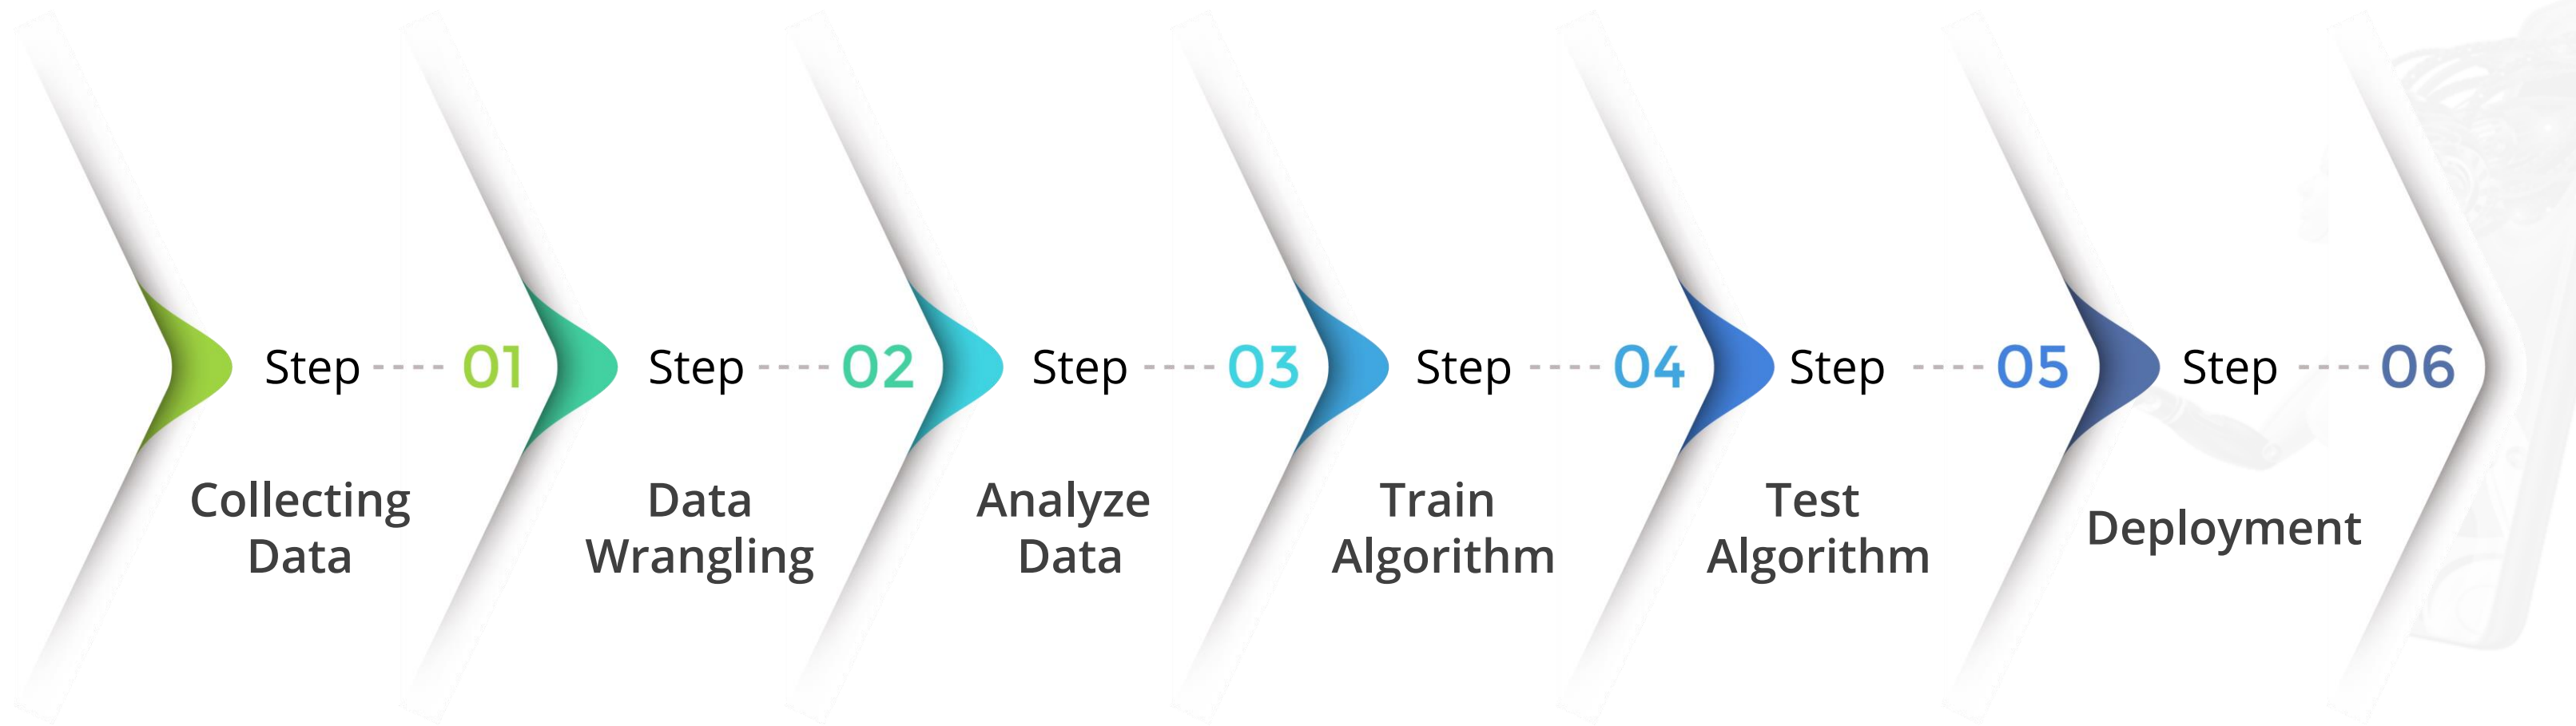 Step ---- 01
Step ---- 02
Step ---- 03
Step ---- 04
Step ---- 05
Step ---- 06
Collecting
Data
Data
Wrangling
Analyze
Data
Train
Algorithm
Test
Algorithm
Deployment